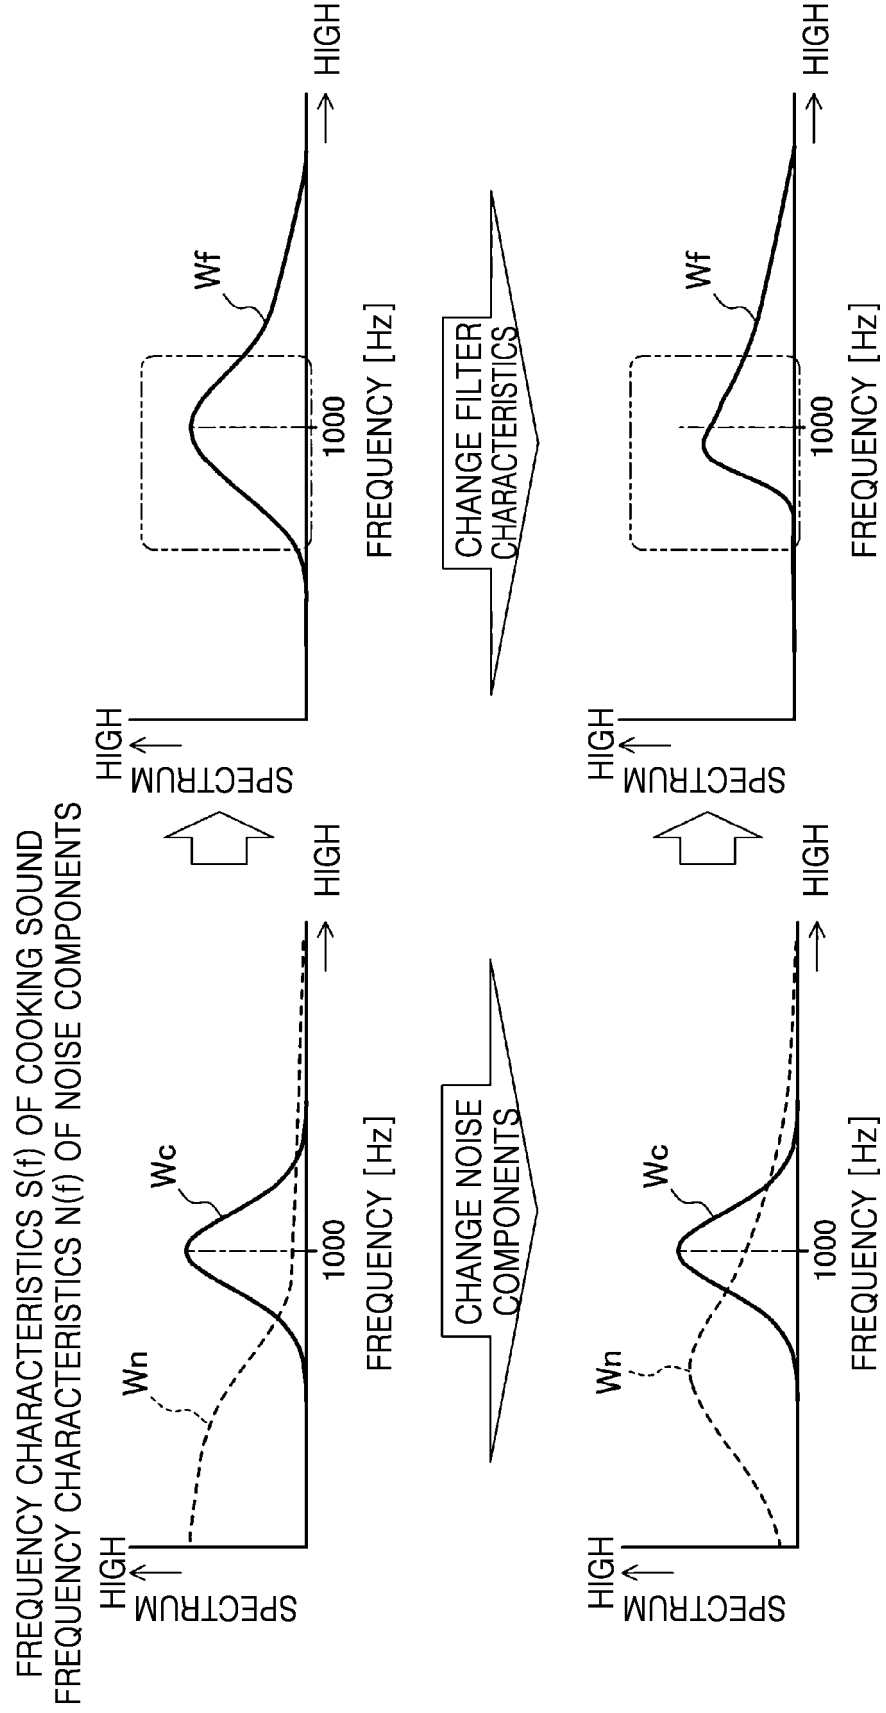 FREQUENCY CHARACTERISTICS S(f) OF COOKING SOUND
FREQUENCY CHARACTERISTICS N(f) OF NOISE COMPONENTS
HIGH
SPECTRUM
Wn
Wc
1000
HIGH
FREQUENCY [Hz]
HIGH
SPECTRUM
Wf
1000
HIGH
FREQUENCY [Hz]
CHANGE NOISE
COMPONENTS
CHANGE FILTER
CHARACTERISTICS
HIGH
SPECTRUM
Wn
Wc
1000
HIGH
FREQUENCY [Hz]
HIGH
SPECTRUM
Wf
1000
HIGH
FREQUENCY [Hz]